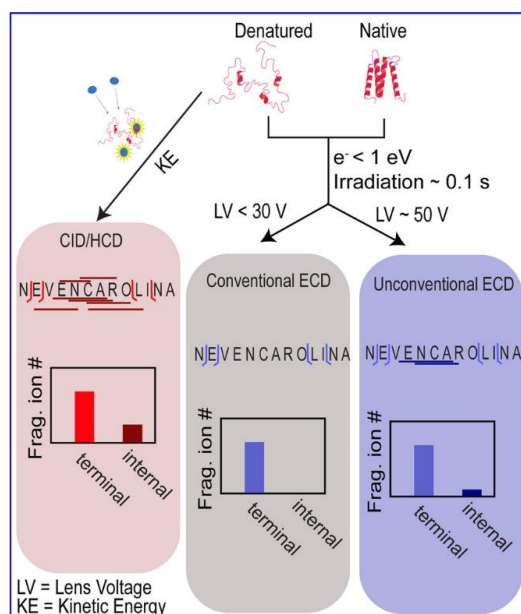 Denatured
Native
KE
e⁻ < 1 eV
Irradiation ~ 0.1 s
LV < 30 V
LV ~ 50 V
CID/HCD
NEVENCAROLINA
Frag. ion #
terminal
internal
Conventional ECD
NEVENCAROLINA
Frag. ion #
terminal
internal
Unconventional ECD
NEVENCAROLINA
Frag. ion #
terminal
internal
LV = Lens Voltage
KE = Kinetic Energy